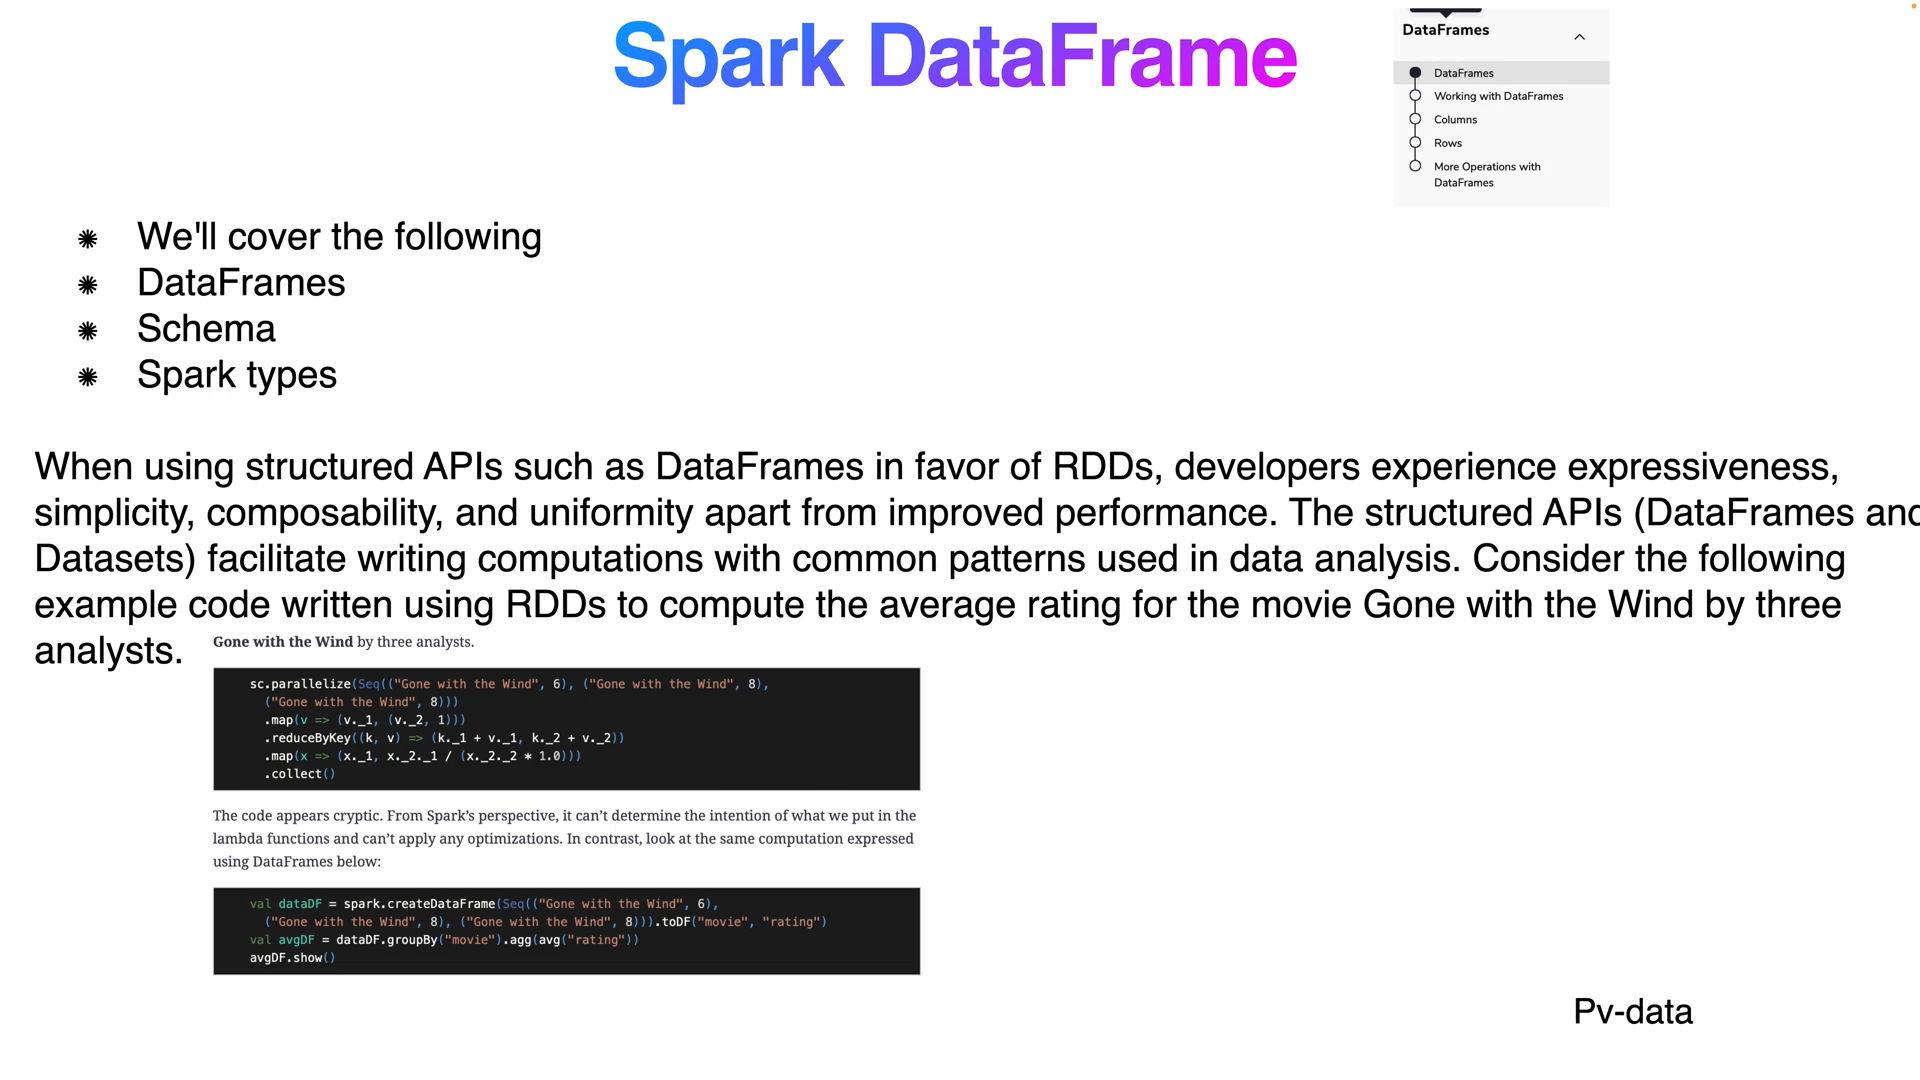 Spark DataFrame
DataFrames
DataFrames
Working with DataFrames
Columns
Rows
More Operations with
DataFrames
We'll cover the following
DataFrames
Schema
Spark types
When using structured APIs such as DataFrames in favor of RDDs, developers experience expressiveness,
simplicity, composability, and uniformity apart from improved performance. The structured APIs (DataFrames and
Datasets) facilitate writing computations with common patterns used in data analysis. Consider the following
example code written using RDDs to compute the average rating for the movie Gone with the Wind by three
analysts.
Gone with the Wind by three analysts.
sc.parallelize(Seq(("Gone with the Wind", 6), ("Gone with the Wind", 8),
("Gone with the Wind", 8)))
.map(v => (v._1, (v._2, 1)))
.reduceByKey((k, v) => (k._1 + v._1, k._2 + v._2))
.map(x => (x._1, x._2._1 / (x._2._2 * 1.0)))
.collect()
The code appears cryptic. From Spark's perspective, it can't determine the intention of what we put in the
lambda functions and can't apply any optimizations. In contrast, look at the same computation expressed
using DataFrames below:
val dataDF = spark.createDataFrame(Seq(("Gone with the Wind", 6),
("Gone with the Wind", 8), ("Gone with the Wind", 8))).toDF("movie", "rating")
val avgDF = dataDF.groupBy("movie").agg(avg("rating"))
avgDF.show()
Pv-data